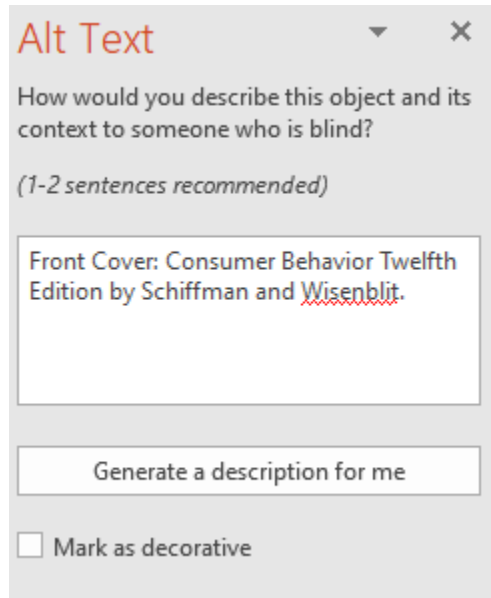 Alt Text
How would you describe this object and its
context to someone who is blind?
(1-2 sentences recommended)
Front Cover: Consumer Behavior Twelfth
Edition by Schiffman and Wisenblit.
Generate a description for me
Mark as decorative